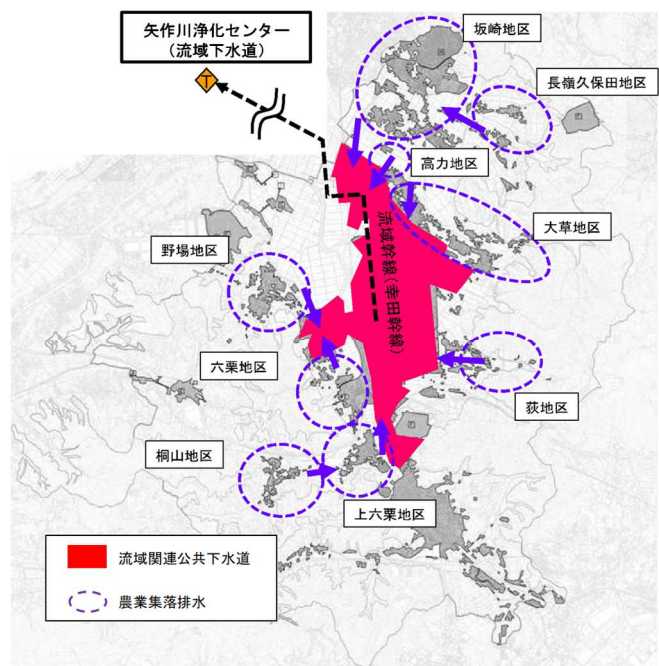 矢作川浄化センター
（流域下水道）
T
坂崎地区
長嶺久保田地区
高力地区
大草地区
流域幹線（幸田幹線）
野場地区
六栗地区
荻地区
桐山地区
上六栗地区
流域関連公共下水道
農業集落排水